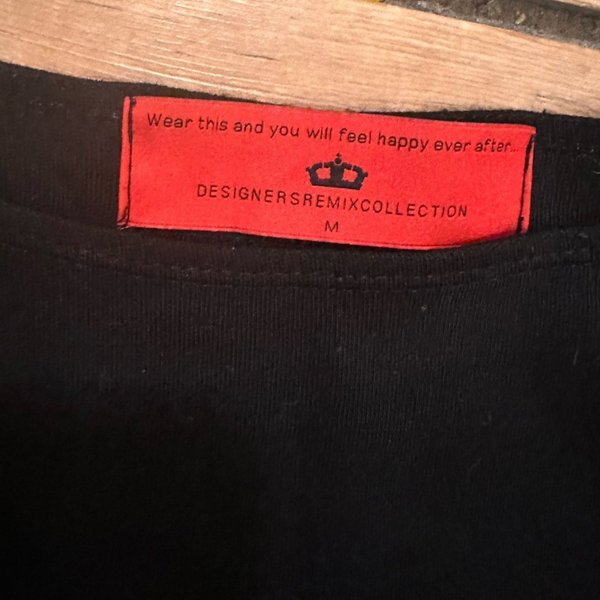 Wear this and you will feel happy ever after...
DESIGNERSREMIXCOLLECTION
M